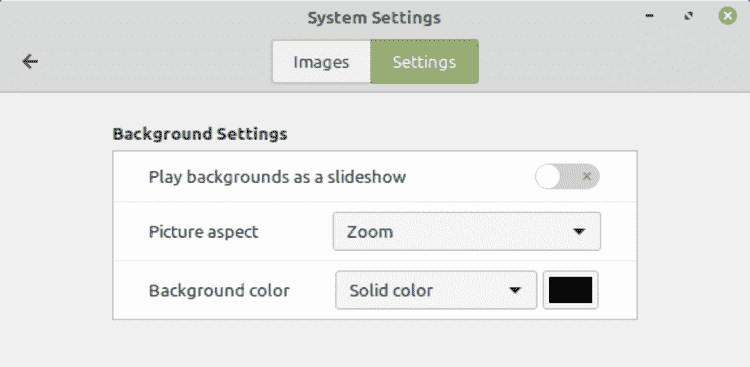 System Settings
Images Settings
Background Settings
Play backgrounds as a slideshow
Picture aspect Zoom
Background color Solid color